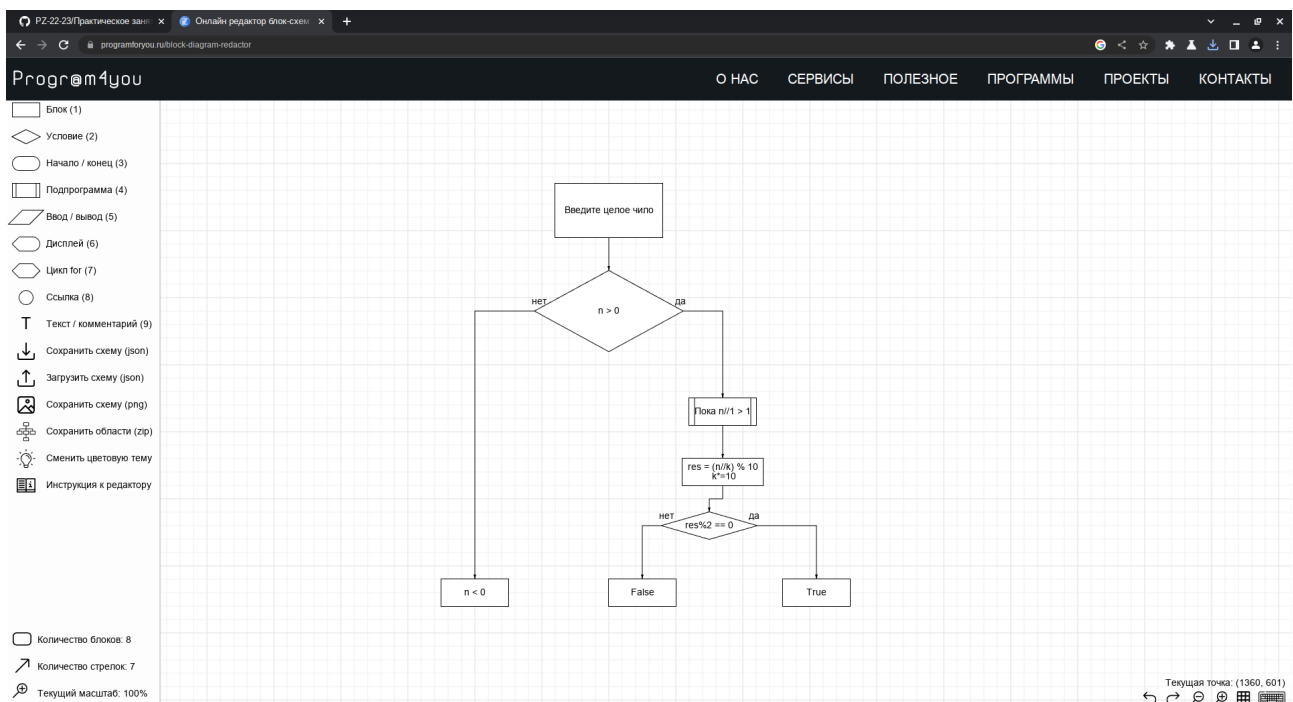 PZ-22-23/Практическое заня
Онлайн редактор блок-схем
programforyou.ru/block-diagram-redactor
Progr@m4you
О НАС СЕРВИСЫ ПОЛЕЗНОЕ ПРОГРАММЫ ПРОЕКТЫ КОНТАКТЫ
Блок (1)
Условие (2)
Начало / конец (3)
Подпрограмма (4)
Ввод / вывод (5)
Дисплей (6)
Цикл for (7)
Ссылка (8)
T Текст / комментарий (9)
Сохранить схему (json)
Загрузить схему (json)
Сохранить схему (png)
Сохранить области (zip)
Сменить цветовую тему
Инструкция к редактору
Введите целое чило
нет
да
n > 0
Пока n//1 > 1
res = (n//k) % 10
k*=10
нет
да
res%2 == 0
n < 0
False
True
Количество блоков: 8
Количество стрелок: 7
Текущий масштаб: 100%
Текущая точка: (1360, 601)